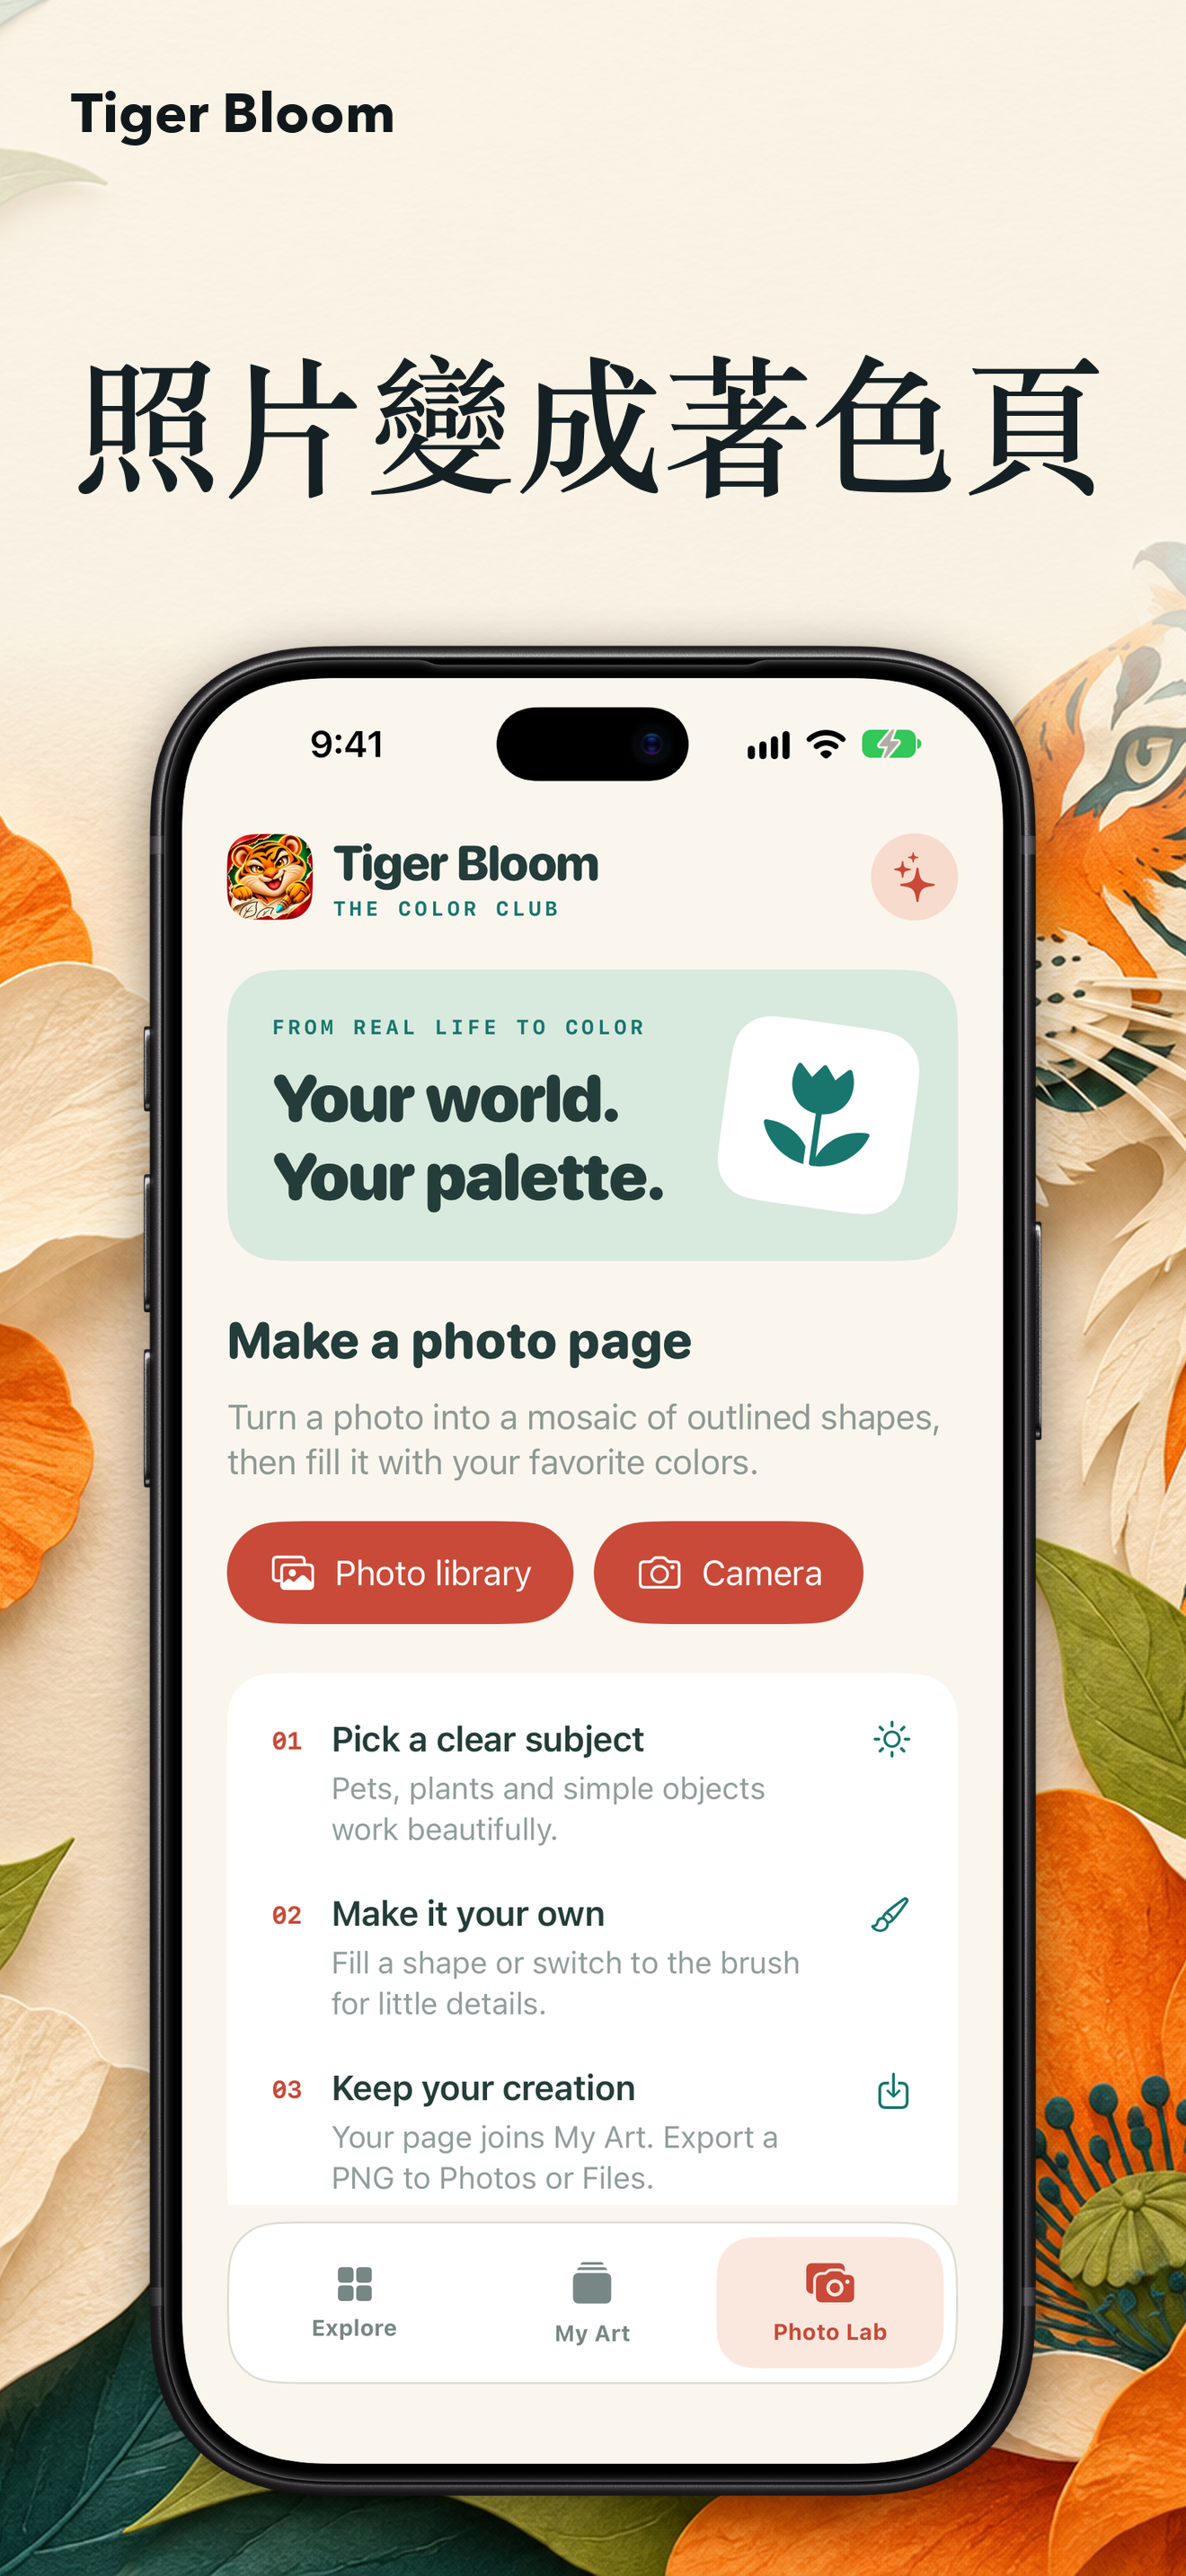 Tiger Bloom
照片變成著色頁
9:41
Tiger Bloom
THE COLOR CLUB
FROM REAL LIFE TO COLOR
Your world.
Your palette.
Make a photo page
Turn a photo into a mosaic of outlined shapes,
then fill it with your favorite colors.
Photo library
Camera
01 Pick a clear subject
Pets, plants and simple objects
work beautifully.
02 Make it your own
Fill a shape or switch to the brush
for little details.
03 Keep your creation
Your page joins My Art. Export a
PNG to Photos or Files.
Explore
My Art
Photo Lab